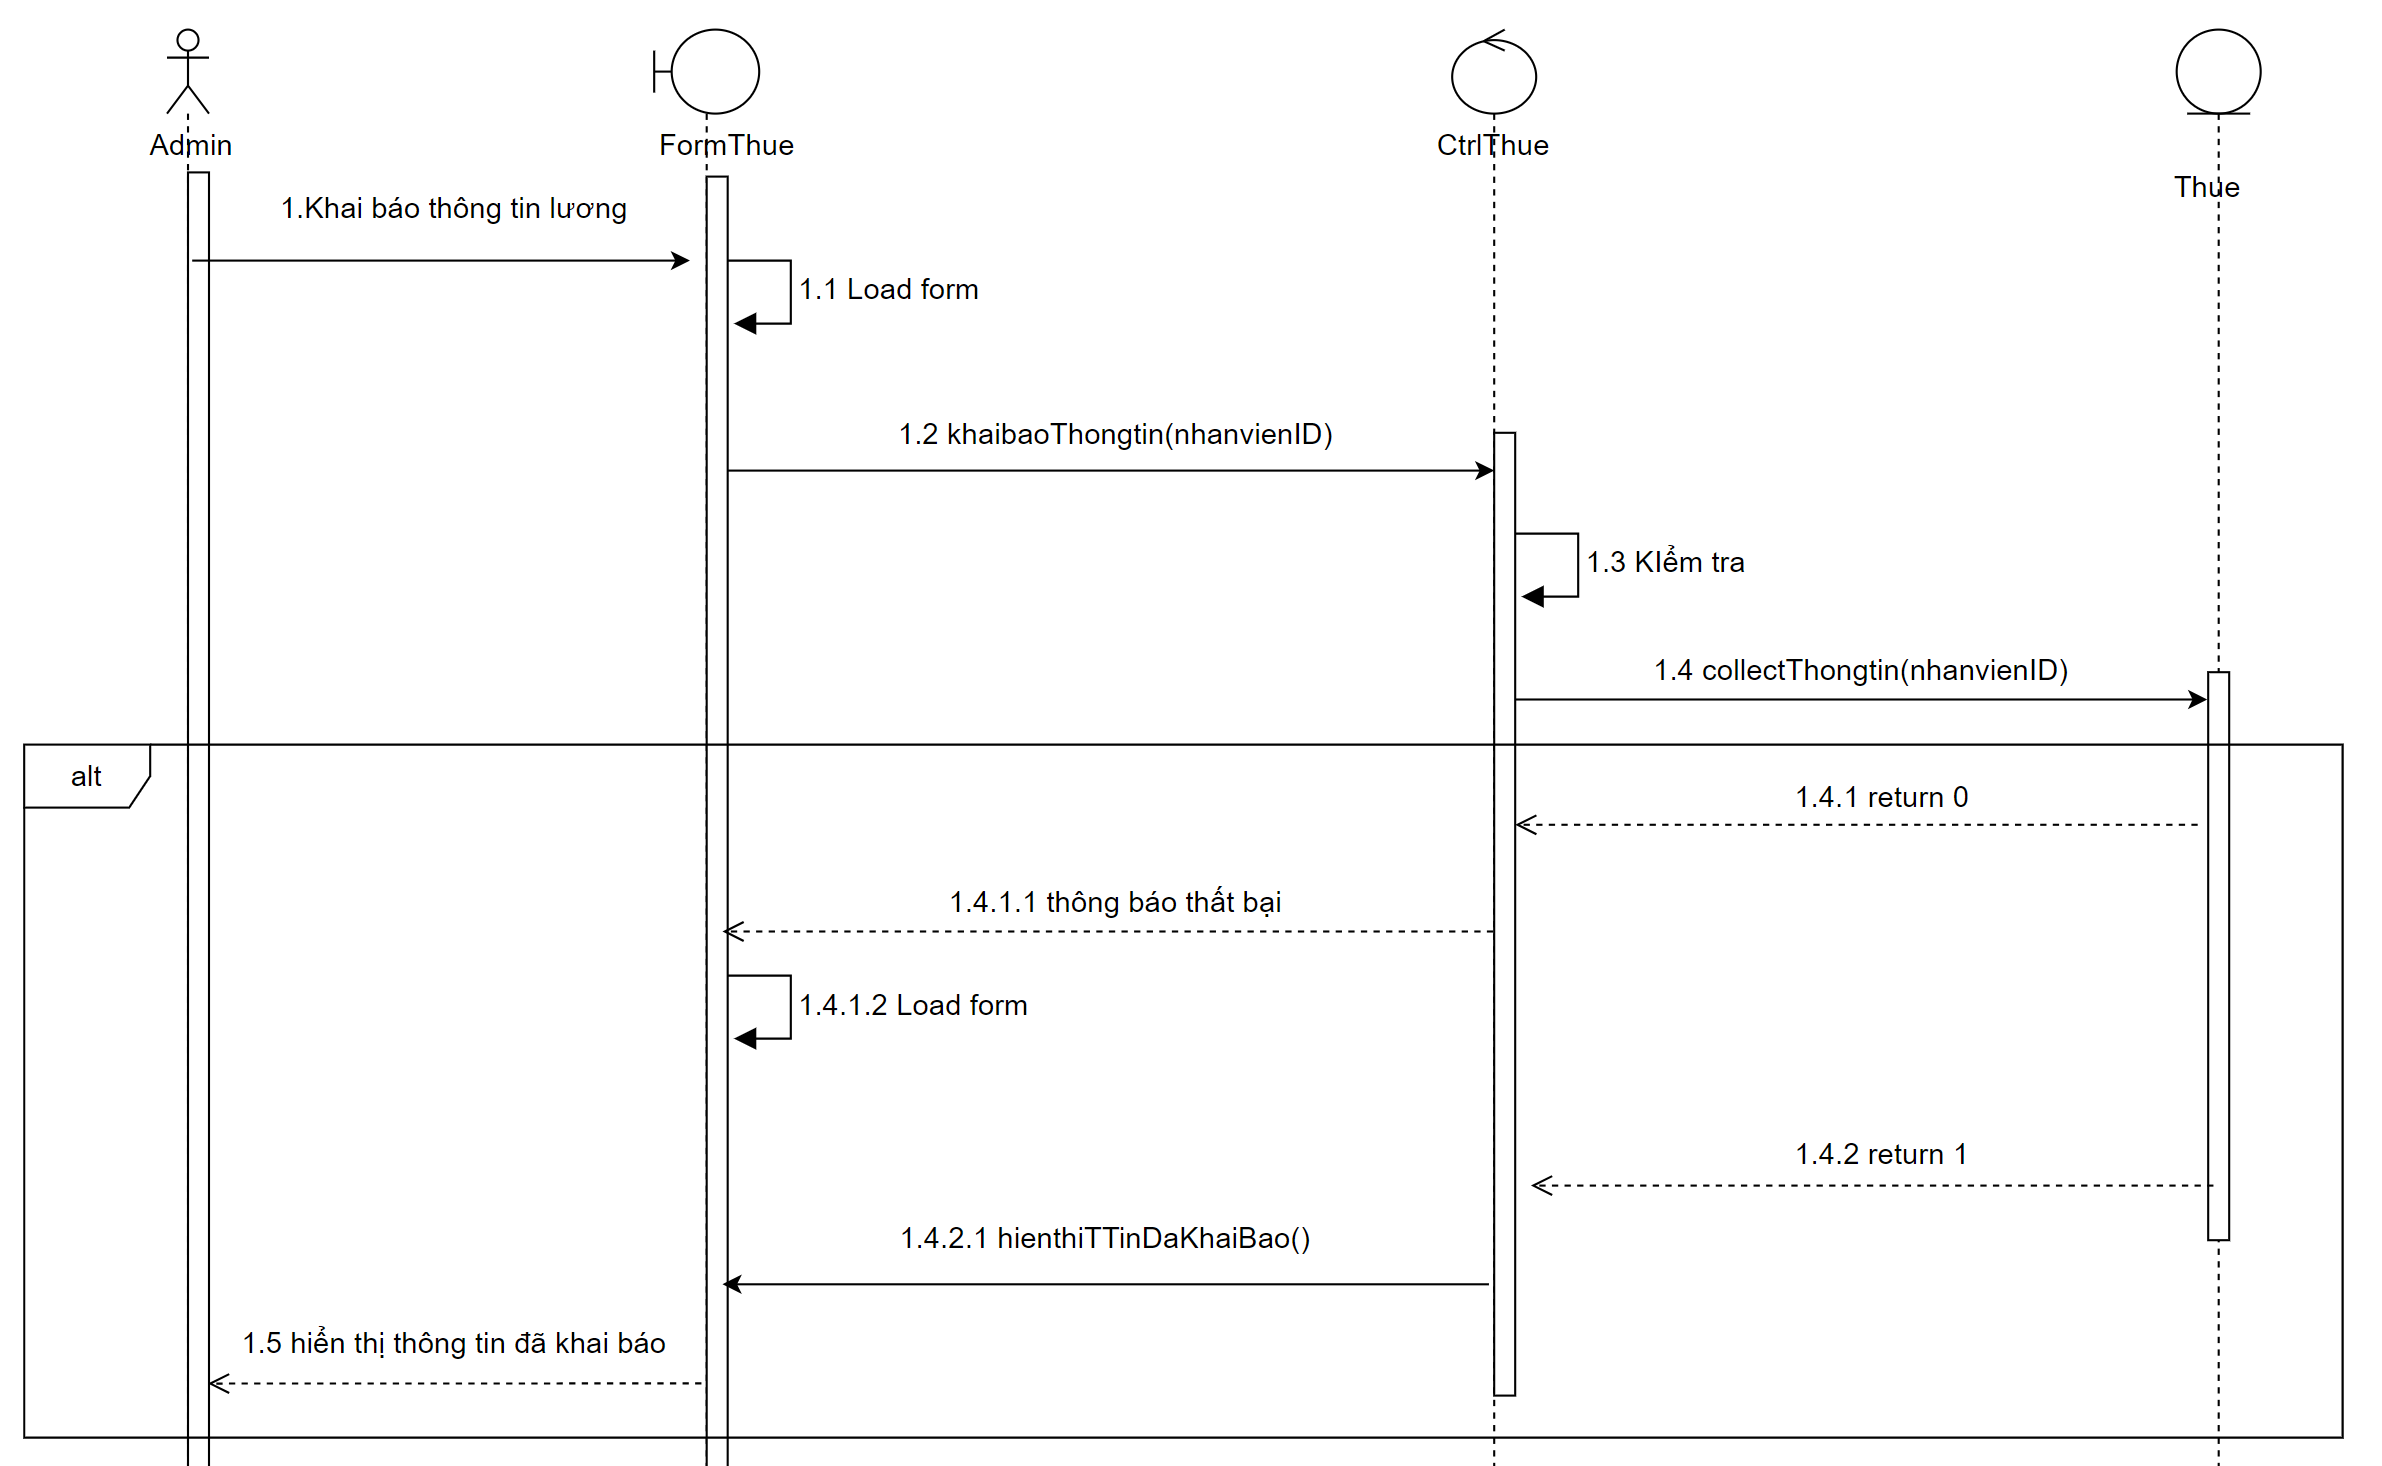 Admin
FormThue
CtrlThue
Thue
1.Khai báo thông tin lương
1.1 Load form
1.2 khaibaoThongtin(nhanvienID)
1.3 KIểm tra
1.4 collectThongtin(nhanvienID)
alt
1.4.1 return 0
1.4.1.1 thông báo thất bại
1.4.1.2 Load form
1.4.2 return 1
1.4.2.1 hienthiTTinDaKhaiBao()
1.5 hiển thị thông tin đã khai báo